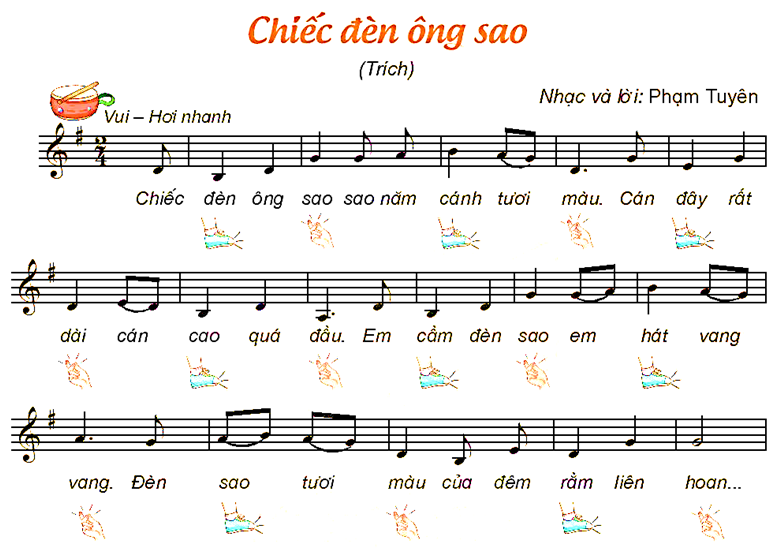 Chiếc đèn ông sao
(Trích)
Nhạc và lời: Phạm Tuyên
Vui – Hơi nhanh
2
4
Chiếc đèn ông sao sao năm cánh tươi màu. Cán đây rất
dài cán cao quá đầu. Em cầm đèn sao em hát vang
vang. Đèn sao tươi màu của đêm rằm liên hoan...